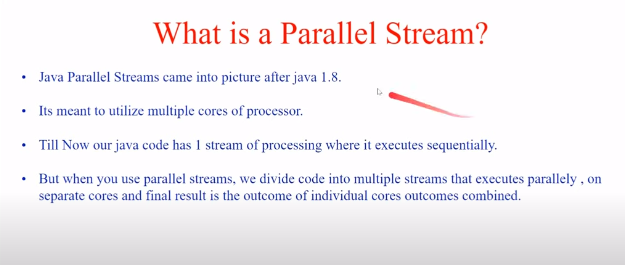 What is a Parallel Stream?
• Java Parallel Streams came into picture after java 1.8.
• Its meant to utilize multiple cores of processor.
• Till Now our java code has 1 stream of processing where it executes sequentially.
• But when you use parallel streams, we divide code into multiple streams that executes parallely , on
separate cores and final result is the outcome of individual cores outcomes combined.